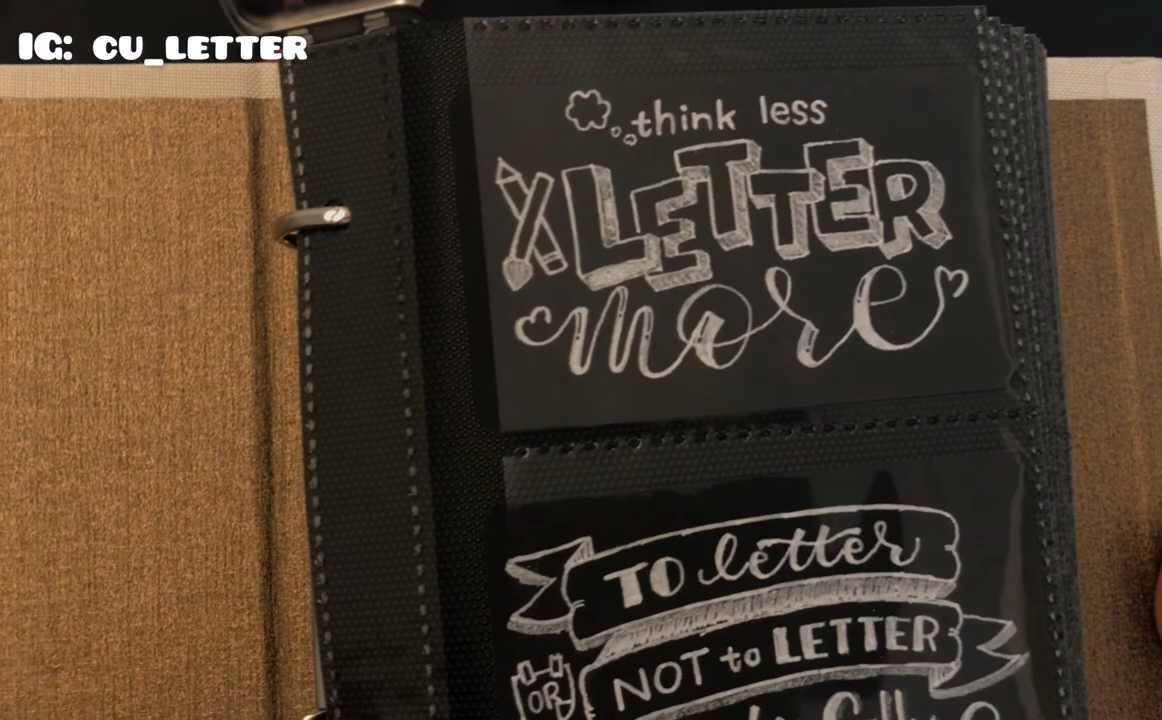 IG: CU_LETTER
think less
LETTER
more
TO letter
NOT to LETTER
OR